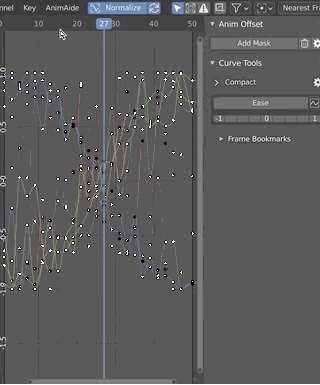 nnel Key AnimAide Normalize Nearest Fra
10 20 27 30 40 50
Anim Offset
Add Mask
Curve Tools
Compact
Ease
-1 0 1
Frame Bookmarks
1.0
0.5
0.0
-0.5
-1.0
-1.5